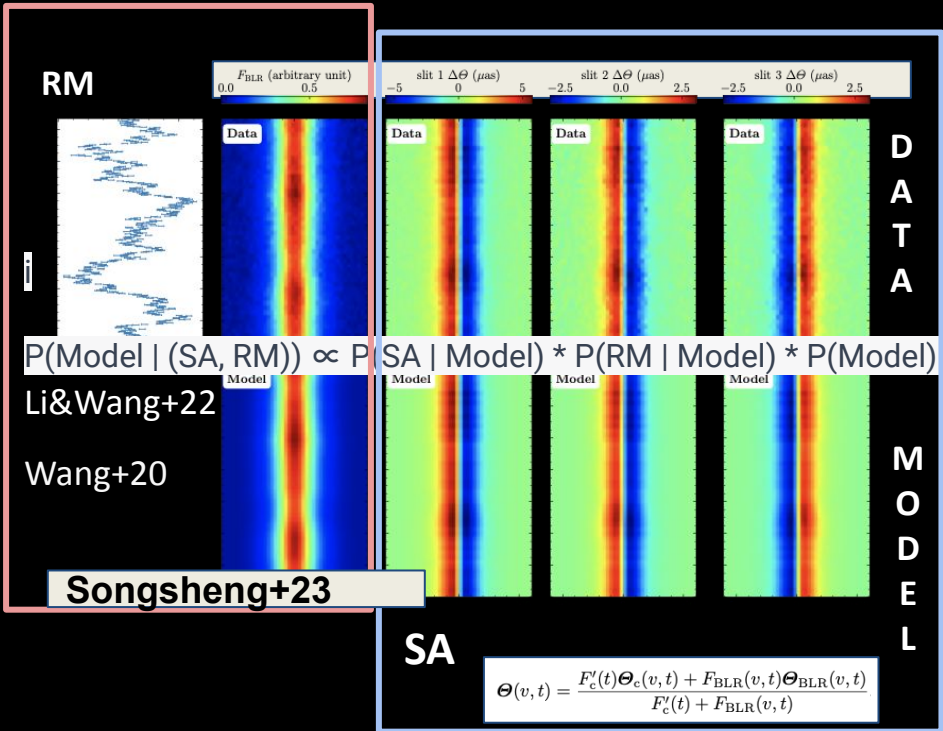 RM
F_BLR (arbitrary unit)
0.0 0.5
slit 1 ΔΘ (μas)
−5 0 5
slit 2 ΔΘ (μas)
−2.5 0.0 2.5
slit 3 ΔΘ (μas)
−2.5 0.0 2.5
Data
Data
Data
Data
D
A
T
A
i
P(Model | (SA, RM)) ∝ P(SA | Model) * P(RM | Model) * P(Model)
Model
Model
Model
Model
Li&Wang+22
Wang+20
M
O
D
E
L
Songsheng+23
SA
Θ(v, t) = (F′_c(t)Θ_c(v, t) + F_BLR(v, t)Θ_BLR(v, t)) / (F′_c(t) + F_BLR(v, t))